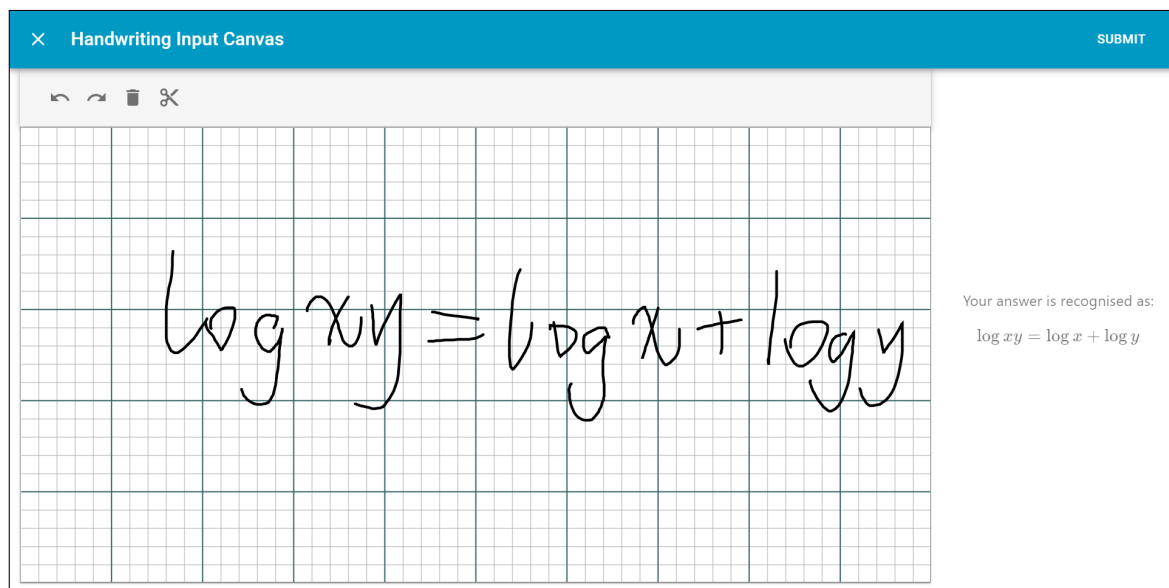 Handwriting Input Canvas
SUBMIT
log xy = log x + log y
Your answer is recognised as:
log xy = log x + log y